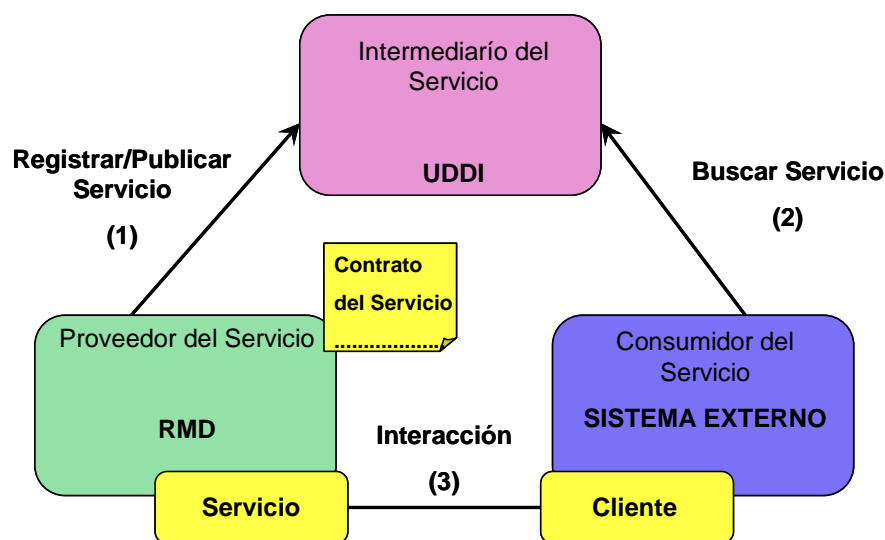 Intermediarío del
Servicio
UDDI
Registrar/Publicar
Servicio
(1)
Buscar Servicio
(2)
Contrato
del Servicio
.....................
Proveedor del Servicio
RMD
Consumidor del
Servicio
SISTEMA EXTERNO
Interacción
(3)
Servicio
Cliente